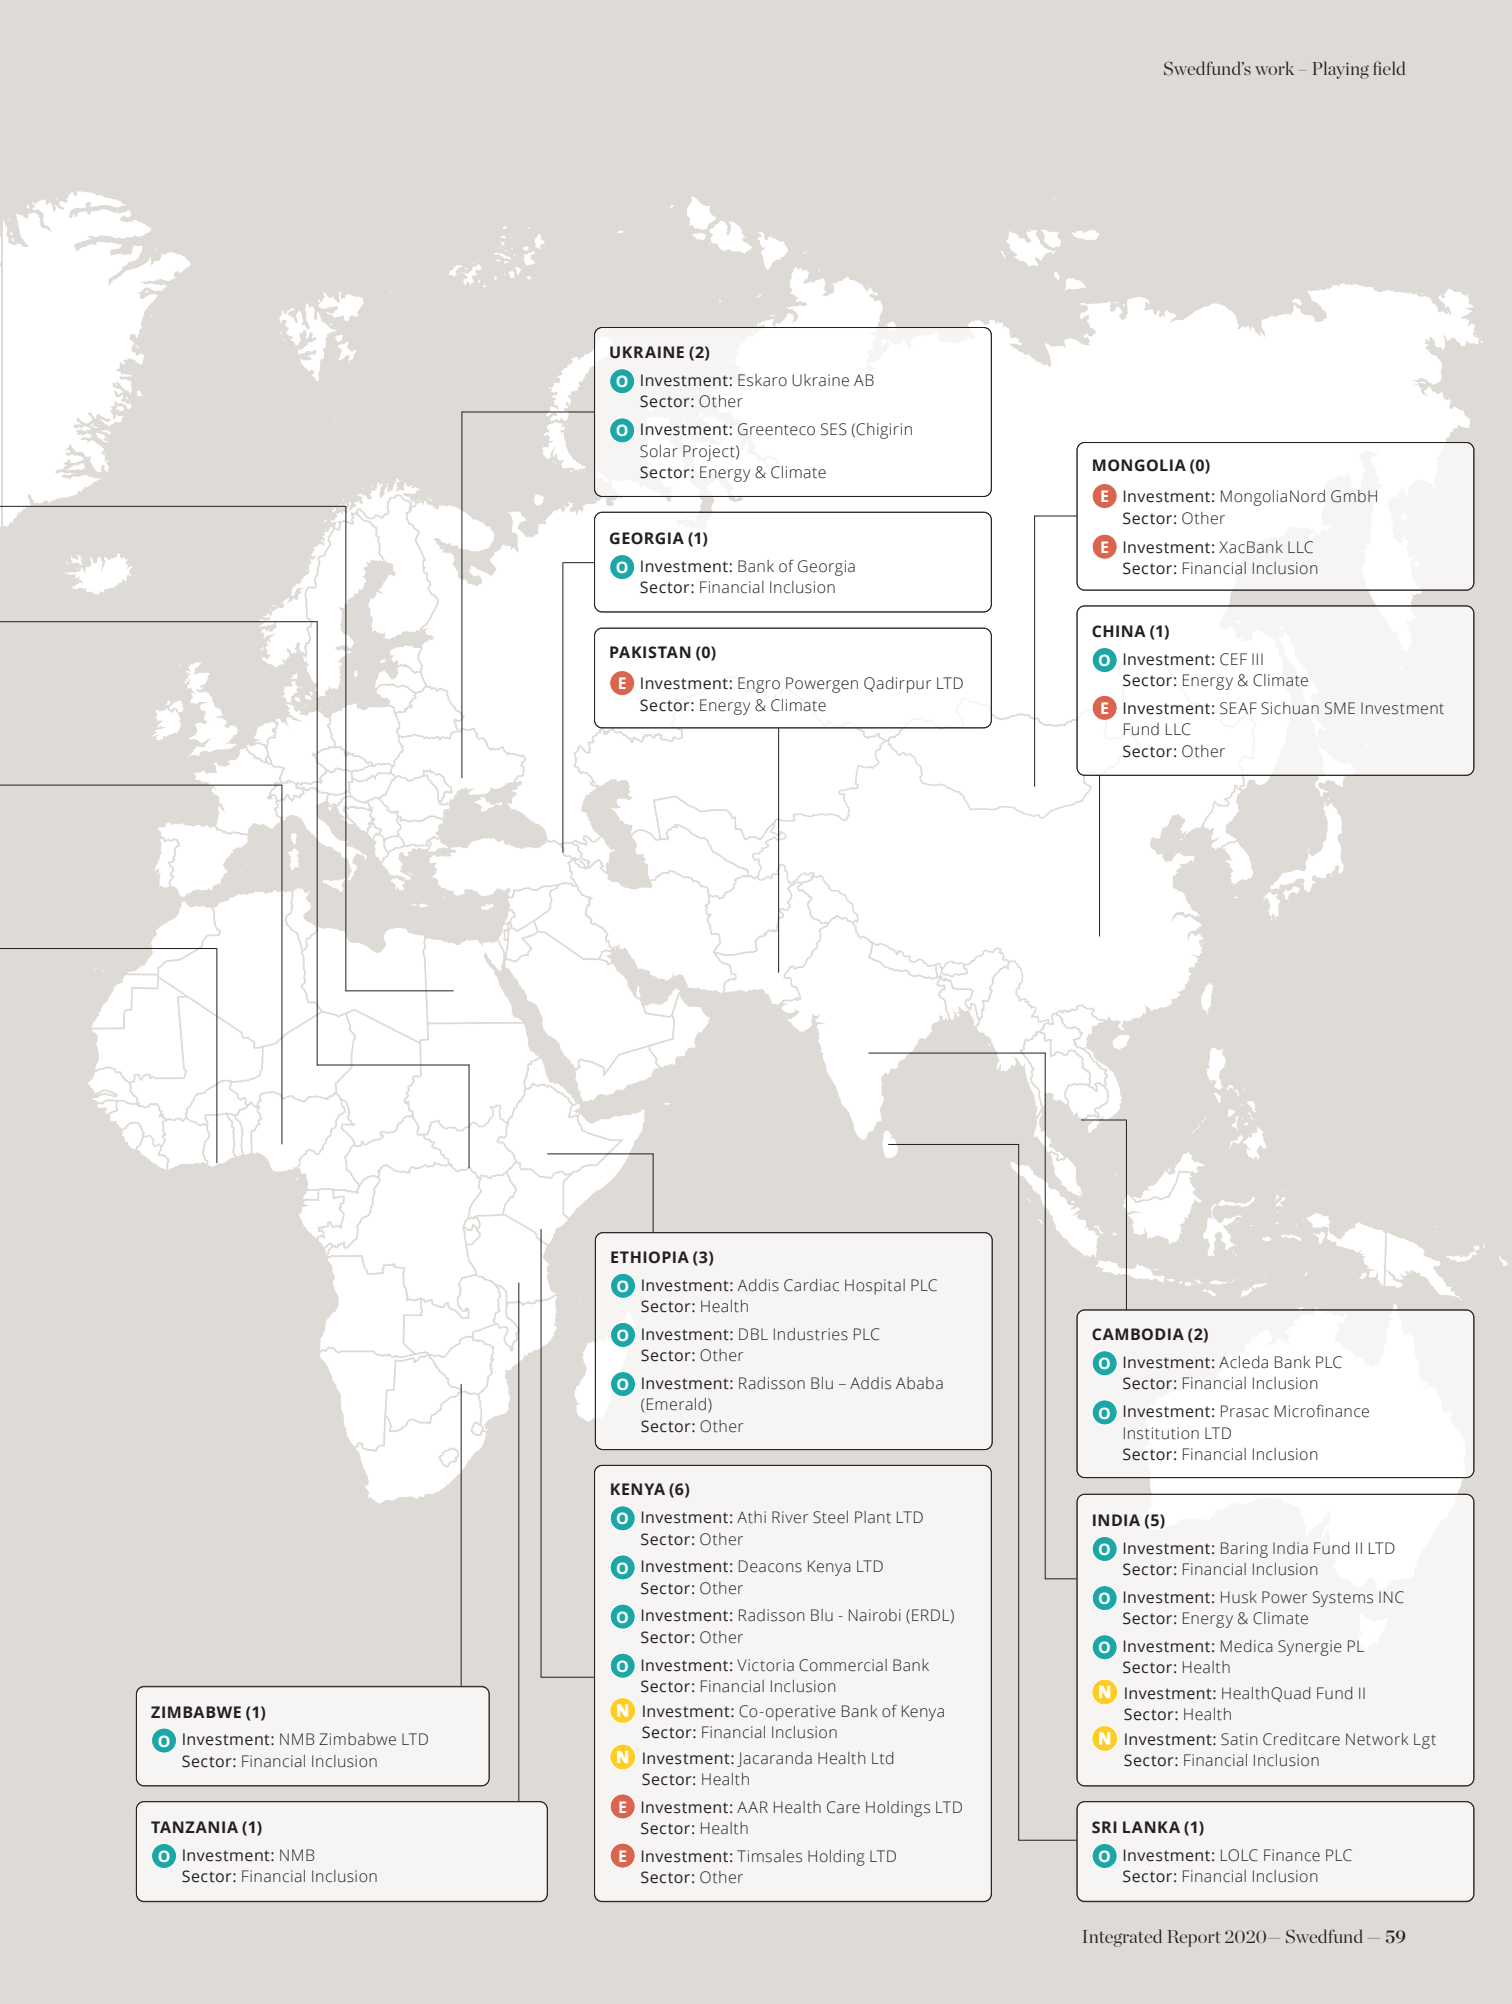 Swedfund's work – Playing field
UKRAINE (2)
O Investment: Eskaro Ukraine AB
Sector: Other
O Investment: Greenteco SES (Chigirin
Solar Project)
Sector: Energy & Climate
GEORGIA (1)
O Investment: Bank of Georgia
Sector: Financial Inclusion
PAKISTAN (0)
E Investment: Engro Powergen Qadirpur LTD
Sector: Energy & Climate
MONGOLIA (0)
E Investment: MongoliaNord GmbH
Sector: Other
E Investment: XacBank LLC
Sector: Financial Inclusion
CHINA (1)
O Investment: CEF III
Sector: Energy & Climate
E Investment: SEAF Sichuan SME Investment
Fund LLC
Sector: Other
ETHIOPIA (3)
O Investment: Addis Cardiac Hospital PLC
Sector: Health
O Investment: DBL Industries PLC
Sector: Other
O Investment: Radisson Blu – Addis Ababa
(Emerald)
Sector: Other
KENYA (6)
O Investment: Athi River Steel Plant LTD
Sector: Other
O Investment: Deacons Kenya LTD
Sector: Other
O Investment: Radisson Blu - Nairobi (ERDL)
Sector: Other
O Investment: Victoria Commercial Bank
Sector: Financial Inclusion
N Investment: Co-operative Bank of Kenya
Sector: Financial Inclusion
N Investment: Jacaranda Health Ltd
Sector: Health
E Investment: AAR Health Care Holdings LTD
Sector: Health
E Investment: Timsales Holding LTD
Sector: Other
CAMBODIA (2)
O Investment: Acleda Bank PLC
Sector: Financial Inclusion
O Investment: Prasac Microfinance
Institution LTD
Sector: Financial Inclusion
INDIA (5)
O Investment: Baring India Fund II LTD
Sector: Financial Inclusion
O Investment: Husk Power Systems INC
Sector: Energy & Climate
O Investment: Medica Synergie PL
Sector: Health
N Investment: HealthQuad Fund II
Sector: Health
N Investment: Satin Creditcare Network Lgt
Sector: Financial Inclusion
SRI LANKA (1)
O Investment: LOLC Finance PLC
Sector: Financial Inclusion
ZIMBABWE (1)
O Investment: NMB Zimbabwe LTD
Sector: Financial Inclusion
TANZANIA (1)
O Investment: NMB
Sector: Financial Inclusion
Integrated Report 2020— Swedfund — 59